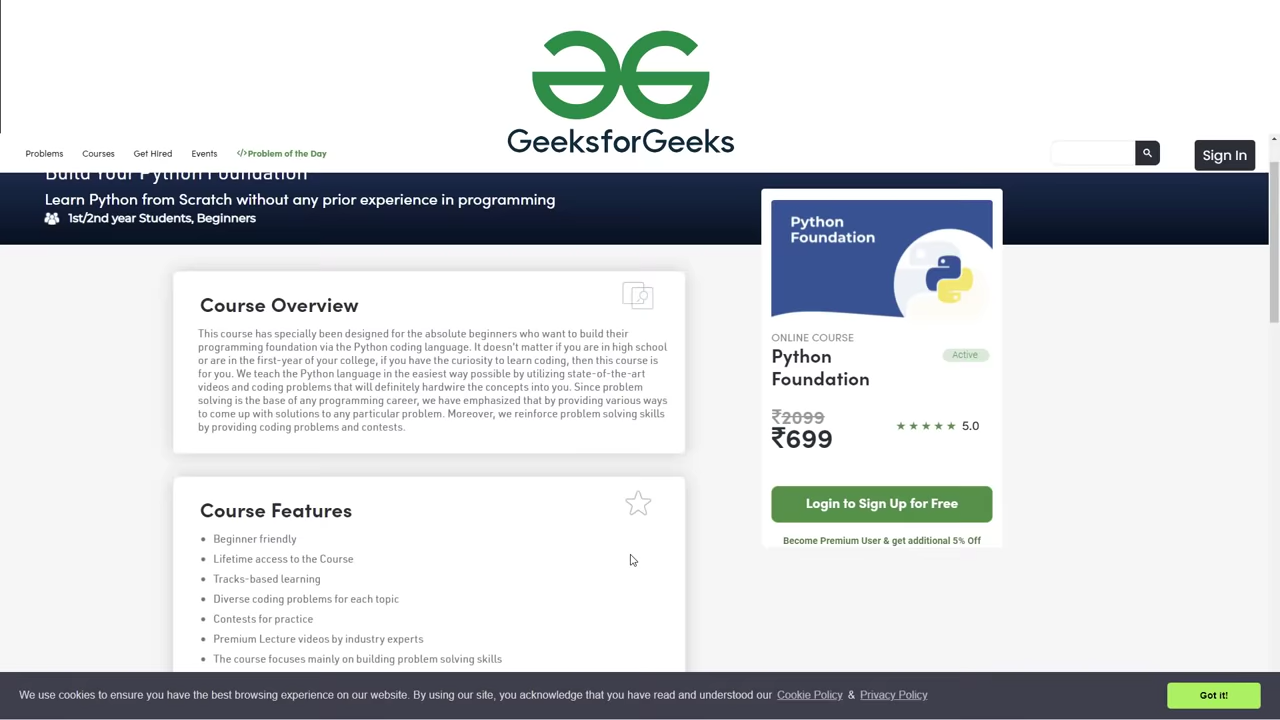 GeeksforGeeks
Problems Courses Get Hired Events </>Problem of the Day
Sign In
Build Your Python Foundation
Learn Python from Scratch without any prior experience in programming
1st/2nd year Students, Beginners
Course Overview
This course has specially been designed for the absolute beginners who want to build their
programming foundation via the Python coding language. It doesn't matter if you are in high school
or are in the first-year of your college, if you have the curiosity to learn coding, then this course is
for you. We teach the Python language in the easiest way possible by utilizing state-of-the-art
videos and coding problems that will definitely hardwire the concepts into you. Since problem
solving is the base of any programming career, we have emphasized that by providing various ways
to come up with solutions to any particular problem. Moreover, we reinforce problem solving skills
by providing coding problems and contests.
Course Features
Beginner friendly
Lifetime access to the Course
Tracks-based learning
Diverse coding problems for each topic
Contests for practice
Premium Lecture videos by industry experts
The course focuses mainly on building problem solving skills
Python
Foundation
ONLINE COURSE
Python
Foundation
Active
₹2099
₹699
5.0
Login to Sign Up for Free
Become Premium User & get additional 5% Off
We use cookies to ensure you have the best browsing experience on our website. By using our site, you acknowledge that you have read and understood our Cookie Policy & Privacy Policy
Got it!